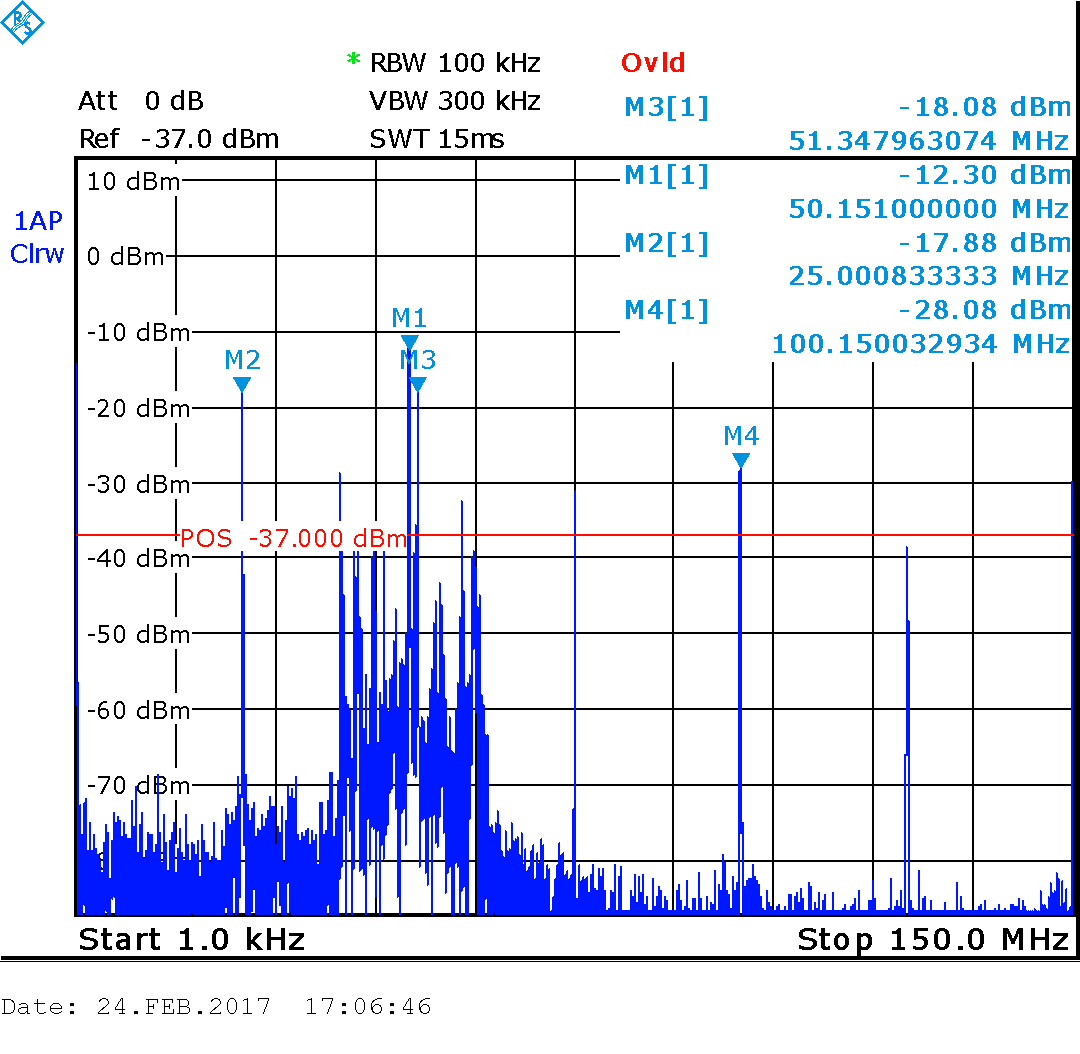 R&S
* RBW 100 kHz
Ovld
Att 0 dB
VBW 300 kHz
M3[1] -18.08 dBm
Ref -37.0 dBm
SWT 15ms
51.347963074 MHz
M1[1] -12.30 dBm
10 dBm
50.151000000 MHz
1AP
Clrw
M2[1] -17.88 dBm
0 dBm
25.000833333 MHz
M4[1] -28.08 dBm
M1
-10 dBm
100.150032934 MHz
M2
M3
-20 dBm
M4
-30 dBm
POS -37.000 dBm
-40 dBm
-50 dBm
-60 dBm
-70 dBm
Start 1.0 kHz
Stop 150.0 MHz
Date: 24.FEB.2017 17:06:46